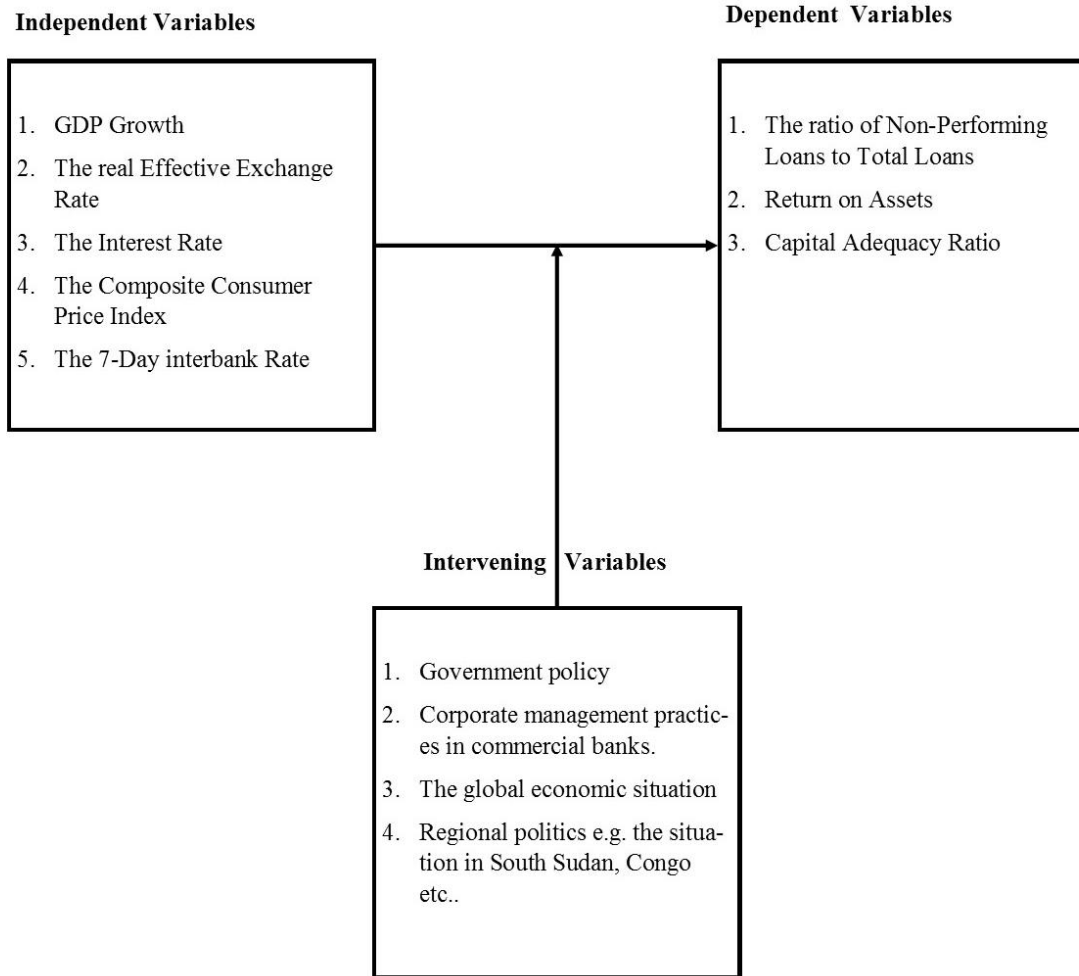 Independent Variables
1. GDP Growth
2. The real Effective Exchange
Rate
3. The Interest Rate
4. The Composite Consumer
Price Index
5. The 7-Day interbank Rate
Dependent Variables
1. The ratio of Non-Performing
Loans to Total Loans
2. Return on Assets
3. Capital Adequacy Ratio
Intervening Variables
1. Government policy
2. Corporate management practic-
es in commercial banks.
3. The global economic situation
4. Regional politics e.g. the situa-
tion in South Sudan, Congo
etc..